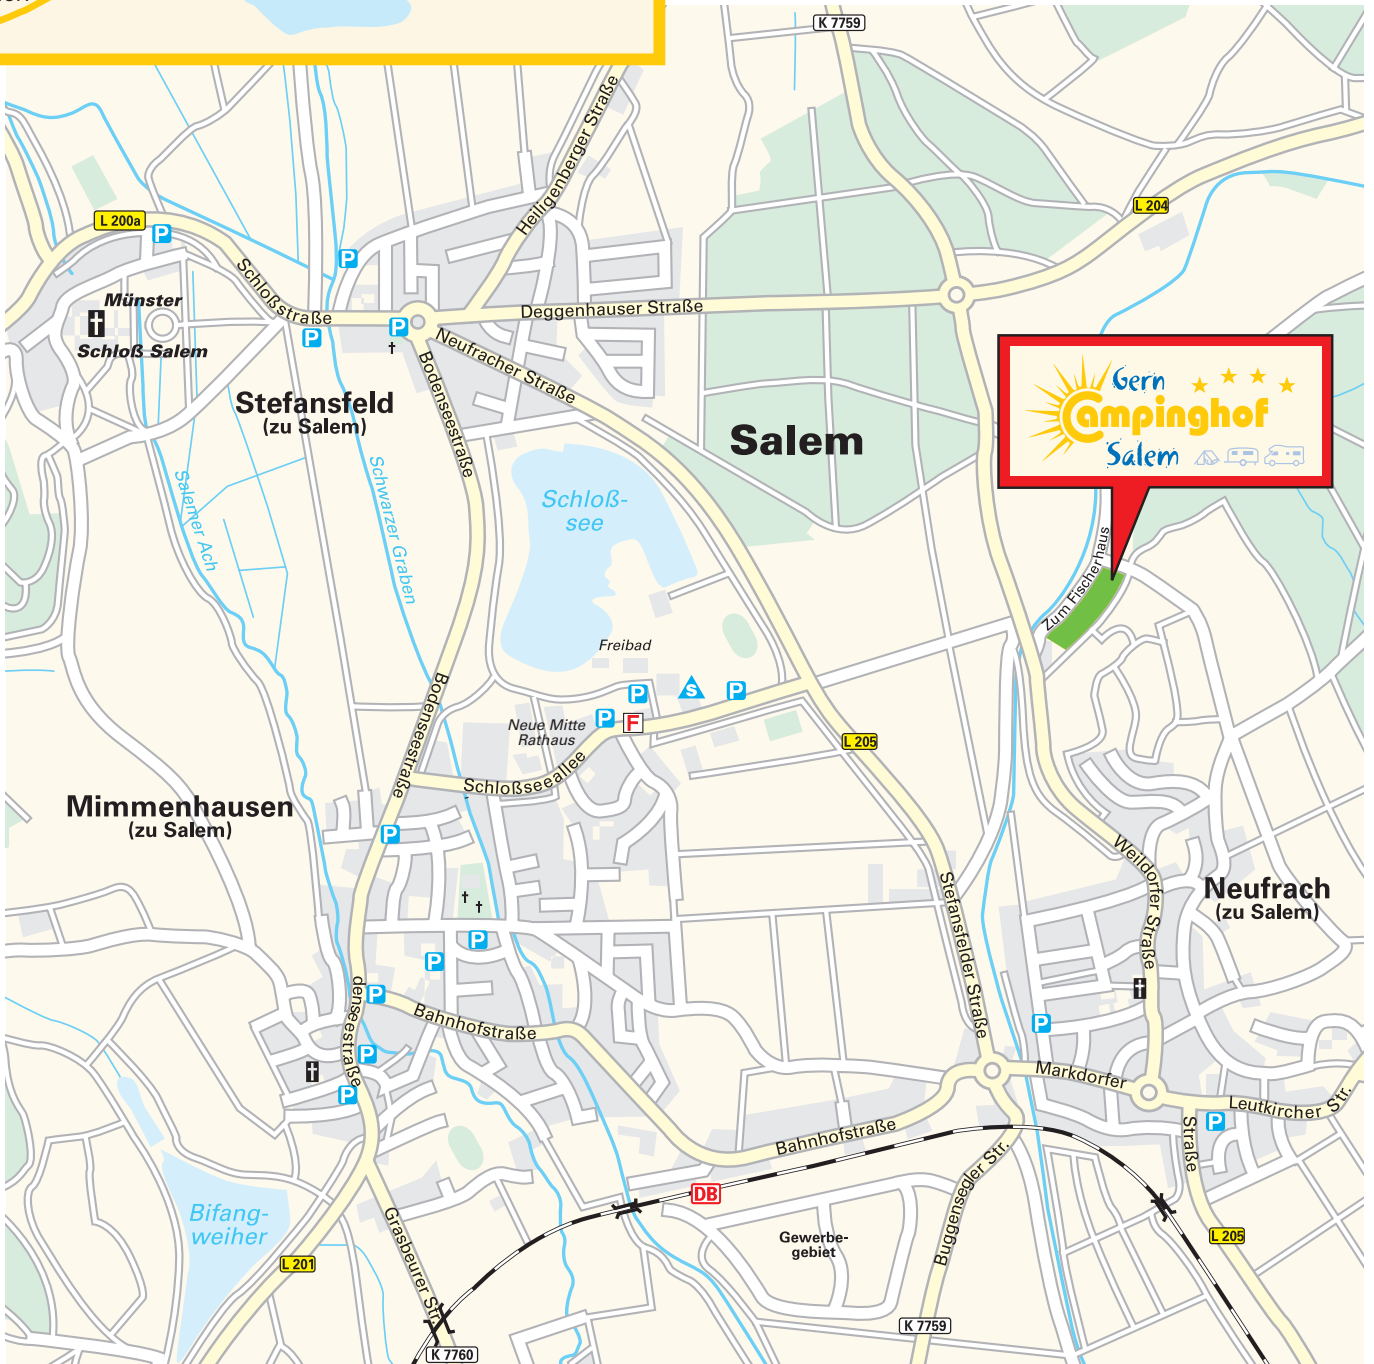 K 7759
Heiligenberger Straße
L 200a
P
L 204
P
P
Schloßstraße
Münster
Schloß Salem
Deggenhauser Straße
P
P
Neufracher Straße
Bodenseestraße
Gern
Campinghof
Salem
Stefansfeld
(zu Salem)
Salem
Salemer Ach
Schwarzer Graben
Schloß-
see
Zum Fischerhaus
Freibad
P
S
P
Bodenseestraße
Neue Mitte
Rathaus
P
F
L 205
Schloßseeallee
Mimmenhausen
(zu Salem)
P
Weildorfer Straße
Neufrach
(zu Salem)
Stefansfelder Straße
P
P
P
denseestraße
Bahnhofstraße
P
P
P
Markdorfer
Straße
Leutkircher Str.
P
Bahnhofstraße
Buggensegler Str.
DB
Bifang-
weiher
Grasbeurer Str.
Gewerbe-
gebiet
L 205
L 201
K 7759
K 7760